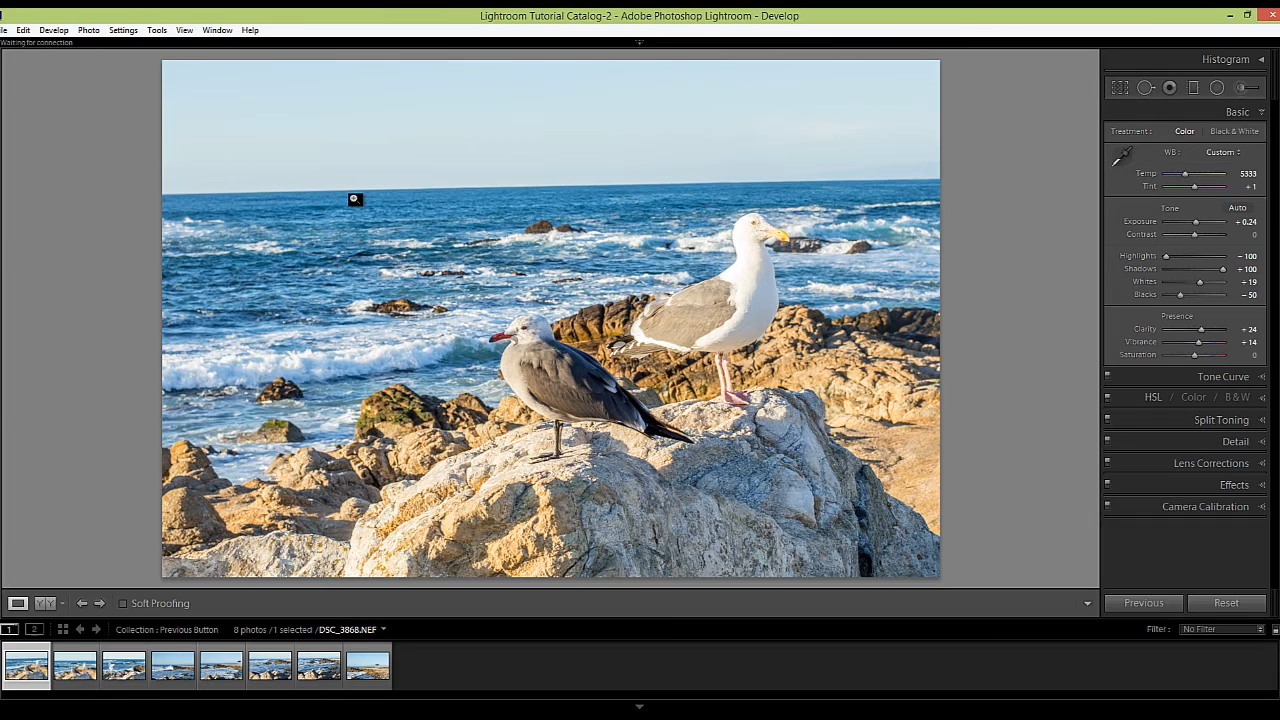 Lightroom Tutorial Catalog-2 - Adobe Photoshop Lightroom - Develop
le Edit Develop Photo Settings Tools View Window Help
Waiting for connection
Histogram
Basic
Treatment : Color Black & White
WB : Custom
Temp 5333
Tint + 1
Tone Auto
Exposure + 0.24
Contrast 0
Highlights − 100
Shadows + 100
Whites + 19
Blacks − 50
Presence
Clarity + 24
Vibrance + 14
Saturation 0
Tone Curve
HSL / Color / B & W
Split Toning
Detail
Lens Corrections
Effects
Camera Calibration
Y Y Soft Proofing
Previous Reset
1 2 Collection : Previous Button 8 photos / 1 selected / DSC_3868.NEF Filter : No Filter